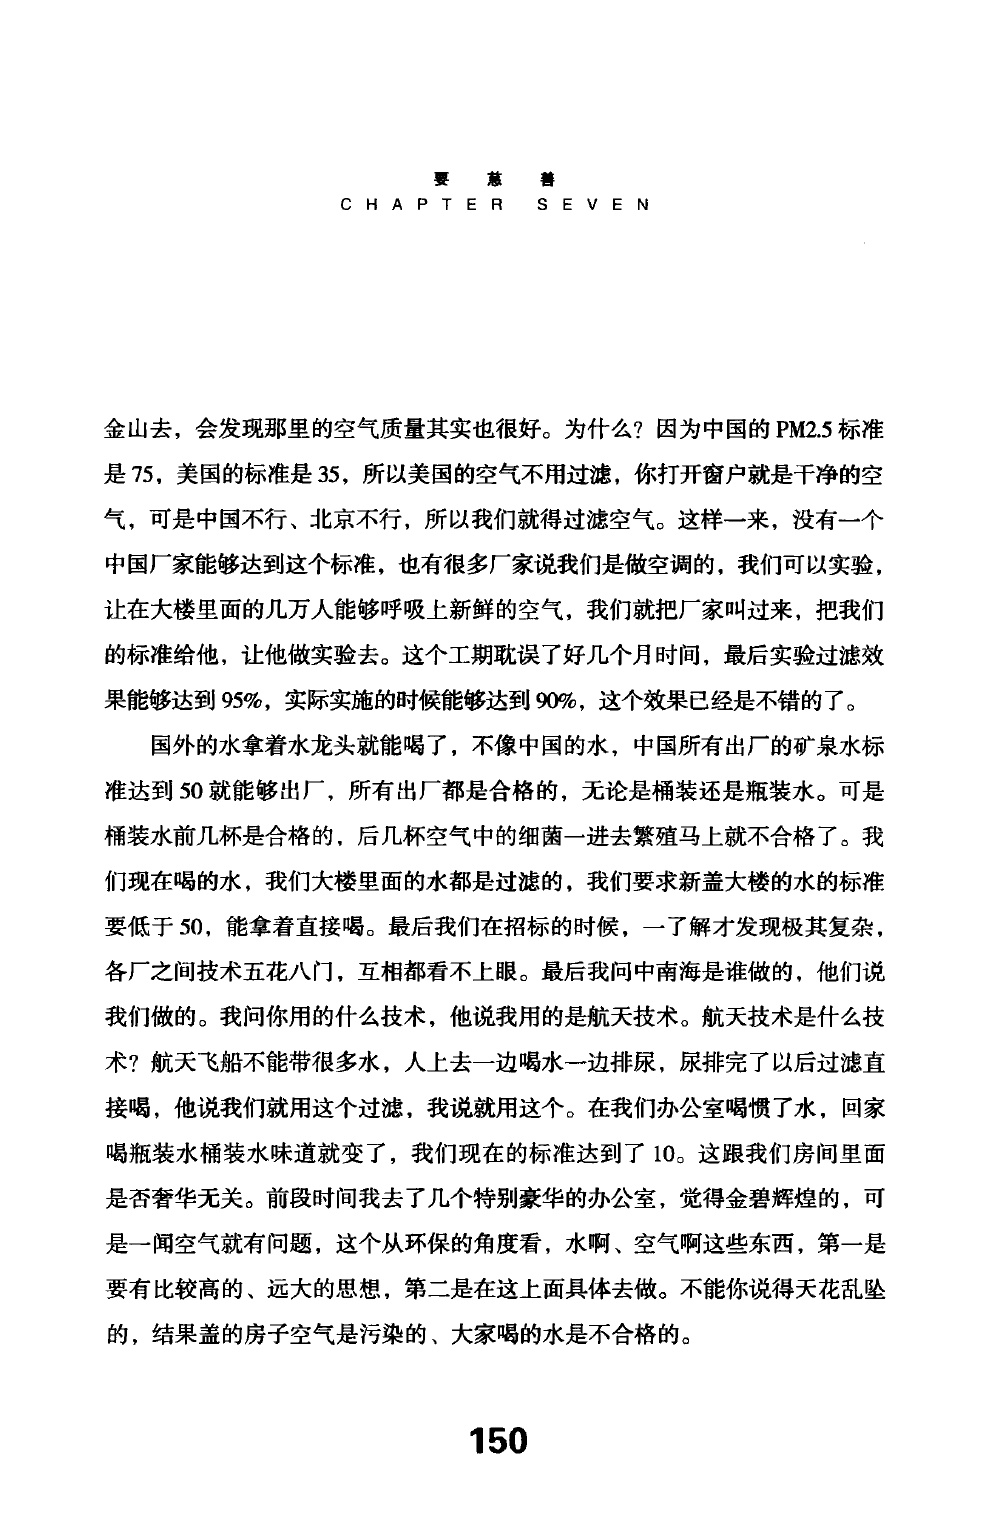 要慈善
CHAPTER SEVEN
金山去，会发现那里的空气质量其实也很好。为什么？因为中国的 PM2.5 标准
是 75，美国的标准是 35，所以美国的空气不用过滤，你打开窗户就是干净的空
气，可是中国不行、北京不行，所以我们就得过滤空气。这样一来，没有一个
中国厂家能够达到这个标准，也有很多厂家说我们是做空调的，我们可以实验，
让在大楼里面的几万人能够呼吸上新鲜的空气，我们就把厂家叫过来，把我们
的标准给他，让他做实验去。这个工期耽误了好几个月时间，最后实验过滤效
果能够达到 95%，实际实施的时候能够达到 90%，这个效果已经是不错的了。
国外的水拿着水龙头就能喝了，不像中国的水，中国所有出厂的矿泉水标
准达到 50 就能够出厂，所有出厂都是合格的，无论是桶装还是瓶装水。可是
桶装水前几杯是合格的，后几杯空气中的细菌一进去繁殖马上就不合格了。我
们现在喝的水，我们大楼里面的水都是过滤的，我们要求新盖大楼的水的标准
要低于 50，能拿着直接喝。最后我们在招标的时候，一了解才发现极其复杂，
各厂之间技术五花八门，互相都看不上眼。最后我问中南海是谁做的，他们说
我们做的。我问你用的什么技术，他说我用的是航天技术。航天技术是什么技
术？航天飞船不能带很多水，人上去一边喝水一边排尿，尿排完了以后过滤直
接喝，他说我们就用这个过滤，我说就用这个。在我们办公室喝惯了水，回家
喝瓶装水桶装水味道就变了，我们现在的标准达到了 10。这跟我们房间里面
是否奢华无关。前段时间我去了几个特别豪华的办公室，觉得金碧辉煌的，可
是一闻空气就有问题，这个从环保的角度看，水啊、空气啊这些东西，第一是
要有比较高的、远大的思想，第二是在这上面具体去做。不能你说得天花乱坠
的，结果盖的房子空气是污染的、大家喝的水是不合格的。
150